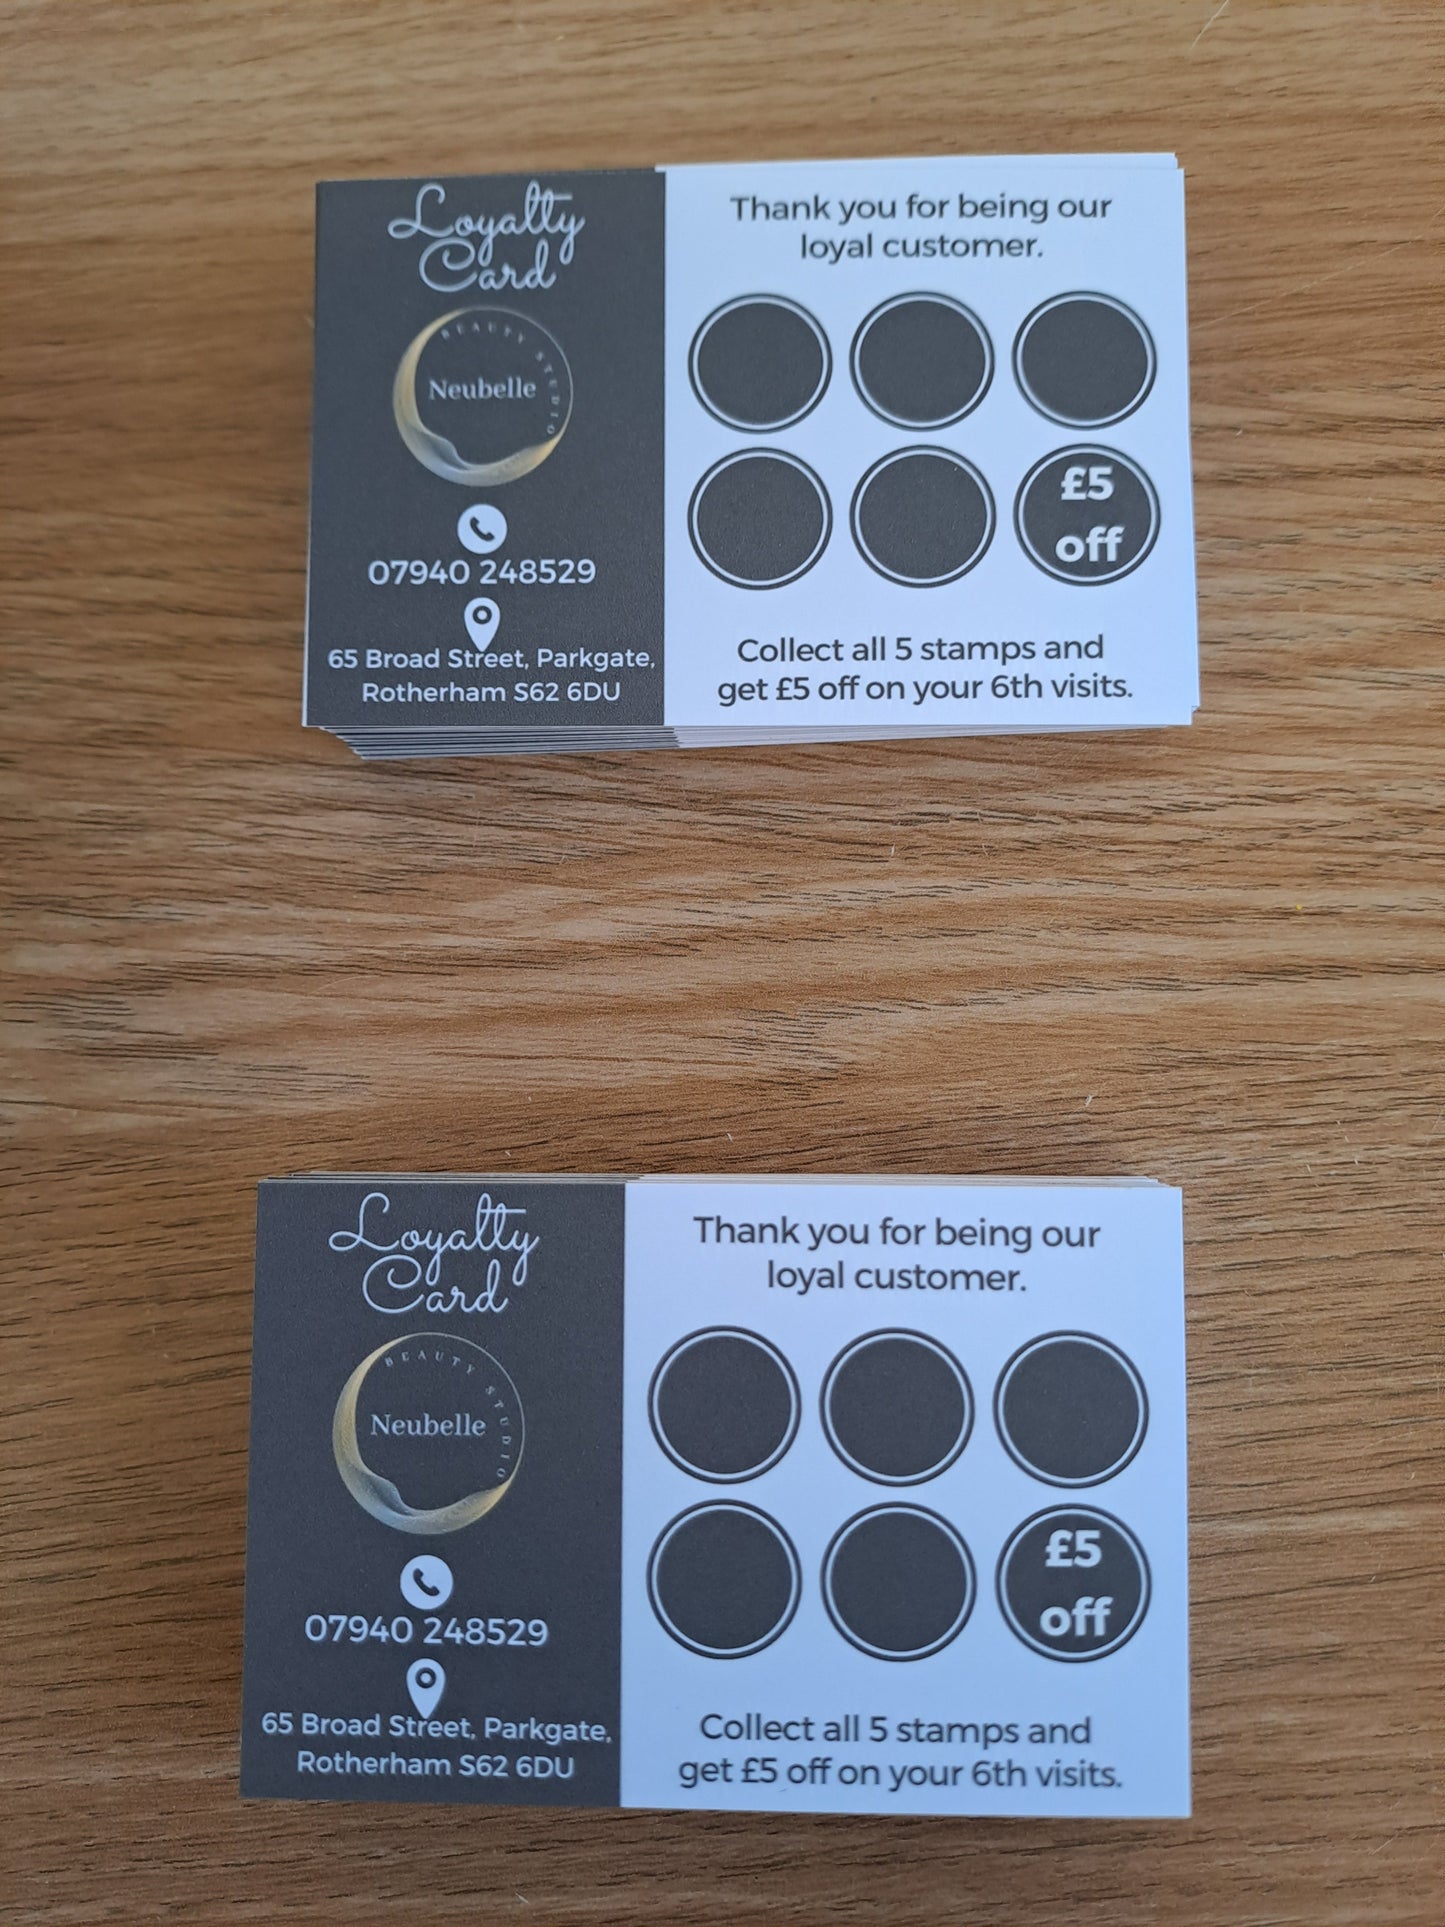 Loyalty
Card
BEAUTY STUDIO
Neubelle
07940 248529
65 Broad Street, Parkgate,
Rotherham S62 6DU
Thank you for being our
loyal customer.
£5
off
Collect all 5 stamps and
get £5 off on your 6th visits.
Loyalty
Card
BEAUTY STUDIO
Neubelle
07940 248529
65 Broad Street, Parkgate,
Rotherham S62 6DU
Thank you for being our
loyal customer.
£5
off
Collect all 5 stamps and
get £5 off on your 6th visits.